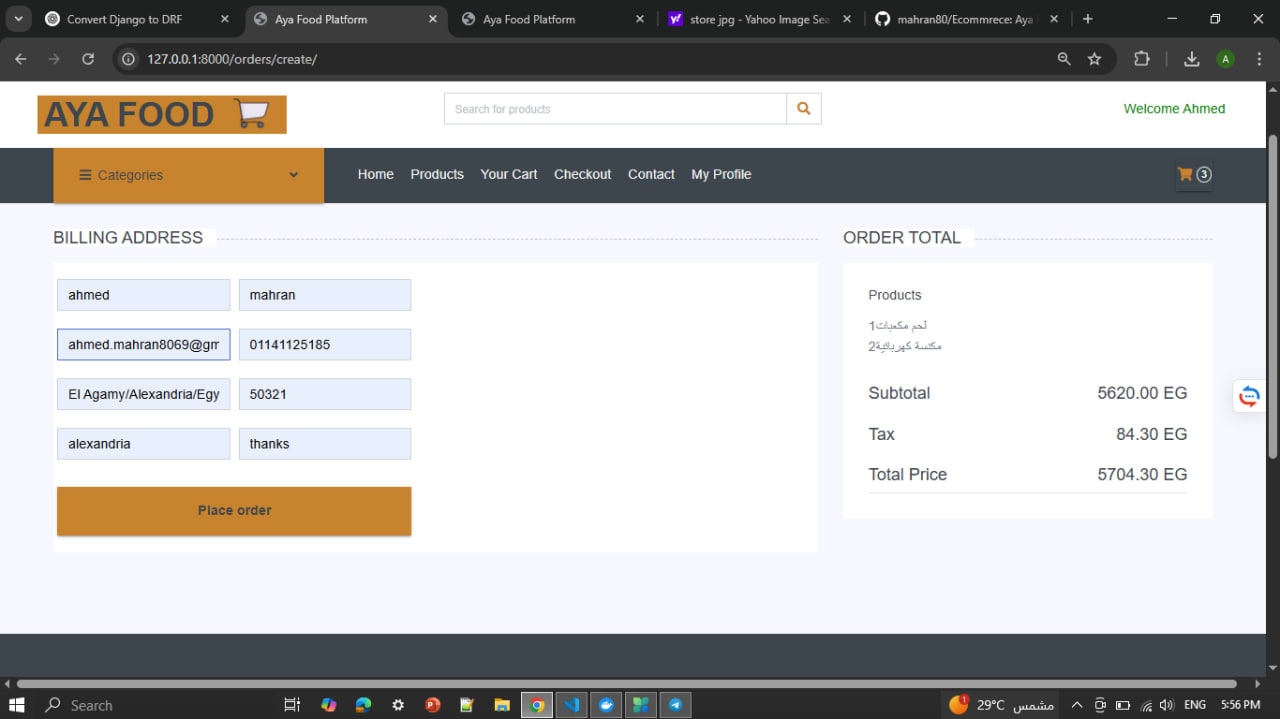 Convert Django to DRF
Aya Food Platform
Aya Food Platform
store jpg - Yahoo Image Sea
mahran80/Ecommrece: Aya
127.0.0.1:8000/orders/create/
A
AYA FOOD
Search for products
Welcome Ahmed
Categories
Home Products Your Cart Checkout Contact My Profile
3
BILLING ADDRESS
ahmed
mahran
ahmed.mahran8069@gm
01141125185
El Agamy/Alexandria/Egy
50321
alexandria
thanks
Place order
ORDER TOTAL
Products
لحم مكعبات1
مكنسة كهربائية2
Subtotal 5620.00 EG
Tax 84.30 EG
Total Price 5704.30 EG
Search
1
29°C مشمس
ENG
5:56 PM